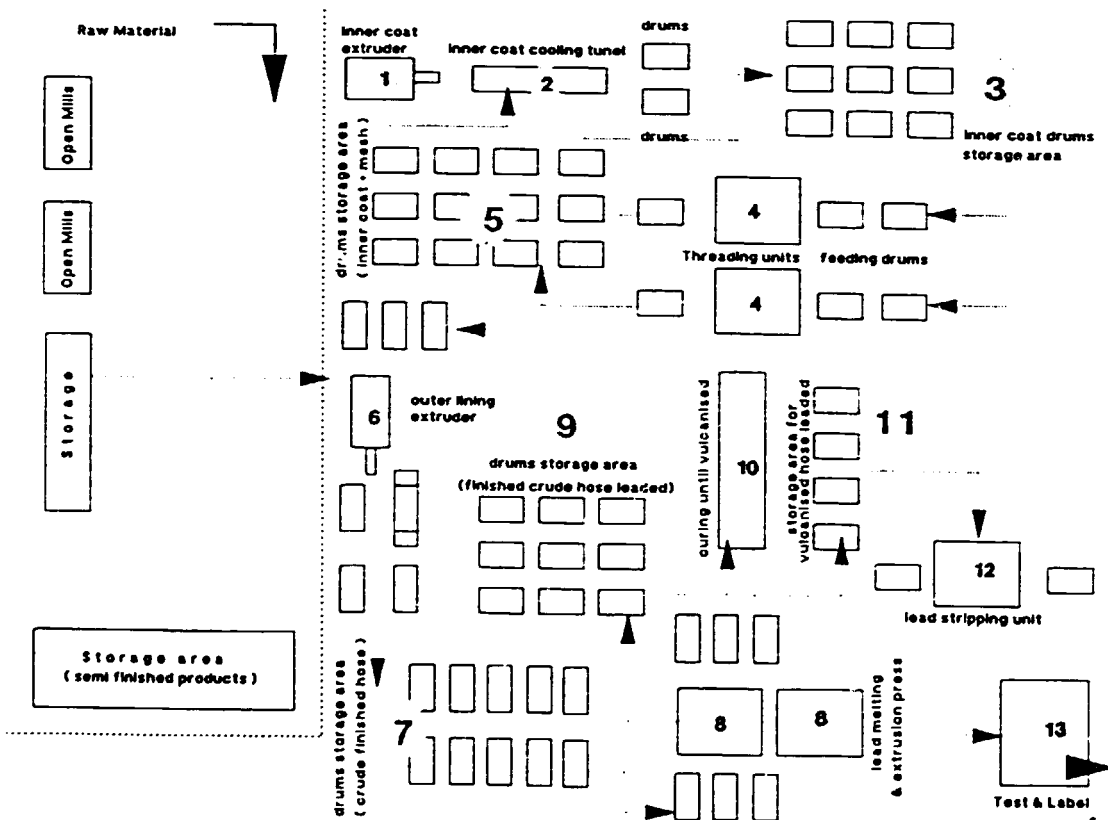 Raw Material
Open Mills
Open Mills
Storage
Storage area
( semi finished products )
inner coat
extruder
1
inner coat cooling tunel
2
drums
drums
3
inner coat drums
storage area
drums storage area
( inner coat + mesh )
5
4
Threading units
feeding drums
4
6
outer lining
extruder
9
drums storage area
(finished crude hose leaded)
10
ouring until vulcanised
storage area for
vulcanised hose leaded
11
12
lead stripping unit
drums storage area
( crude finished hose )
7
8
8
lead melting
& extrusion press
13
Test & Label